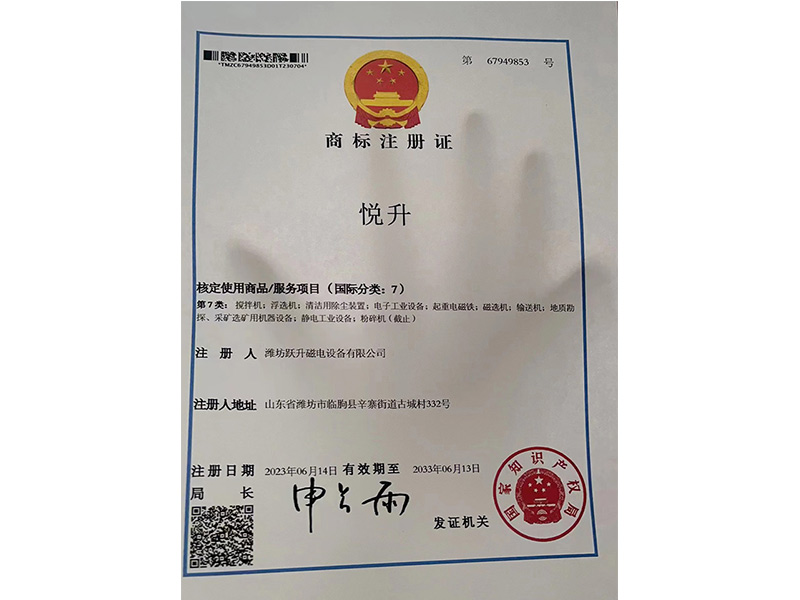 *TMZC67949853D01T230704*
第 67949853 号
商标注册证
悦升
核定使用商品/服务项目（国际分类：7）
第7类：搅拌机；浮选机；清洁用除尘装置；电子工业设备；起重电磁铁；磁选机；输送机；地质勘
探、采矿选矿用机器设备；静电工业设备；粉碎机（截止）
注册人 潍坊跃升磁电设备有限公司
注册人地址 山东省潍坊市临朐县辛寨街道古城村332号
注册日期 2023年06月14日 有效期至 2033年06月13日
局长 申长雨
发证机关
国家知识产权局